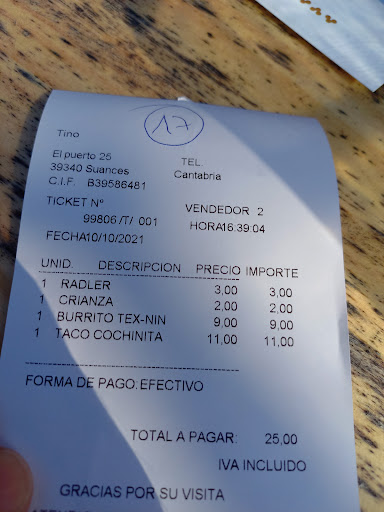 17
Tino
El puerto 25
TEL.
39340 Suances
Cantabria
C.I.F. B39586481
TICKET Nº
VENDEDOR 2
99806 /T/ 001
HORA16:39:04
FECHA10/10/2021
UNID. DESCRIPCION PRECIO IMPORTE
1 RADLER 3,00 3,00
1 CRIANZA 2,00 2,00
1 BURRITO TEX-NIN 9,00 9,00
1 TACO COCHINITA 11,00 11,00
FORMA DE PAGO:EFECTIVO
TOTAL A PAGAR: 25,00
IVA INCLUIDO
GRACIAS POR SU VISITA